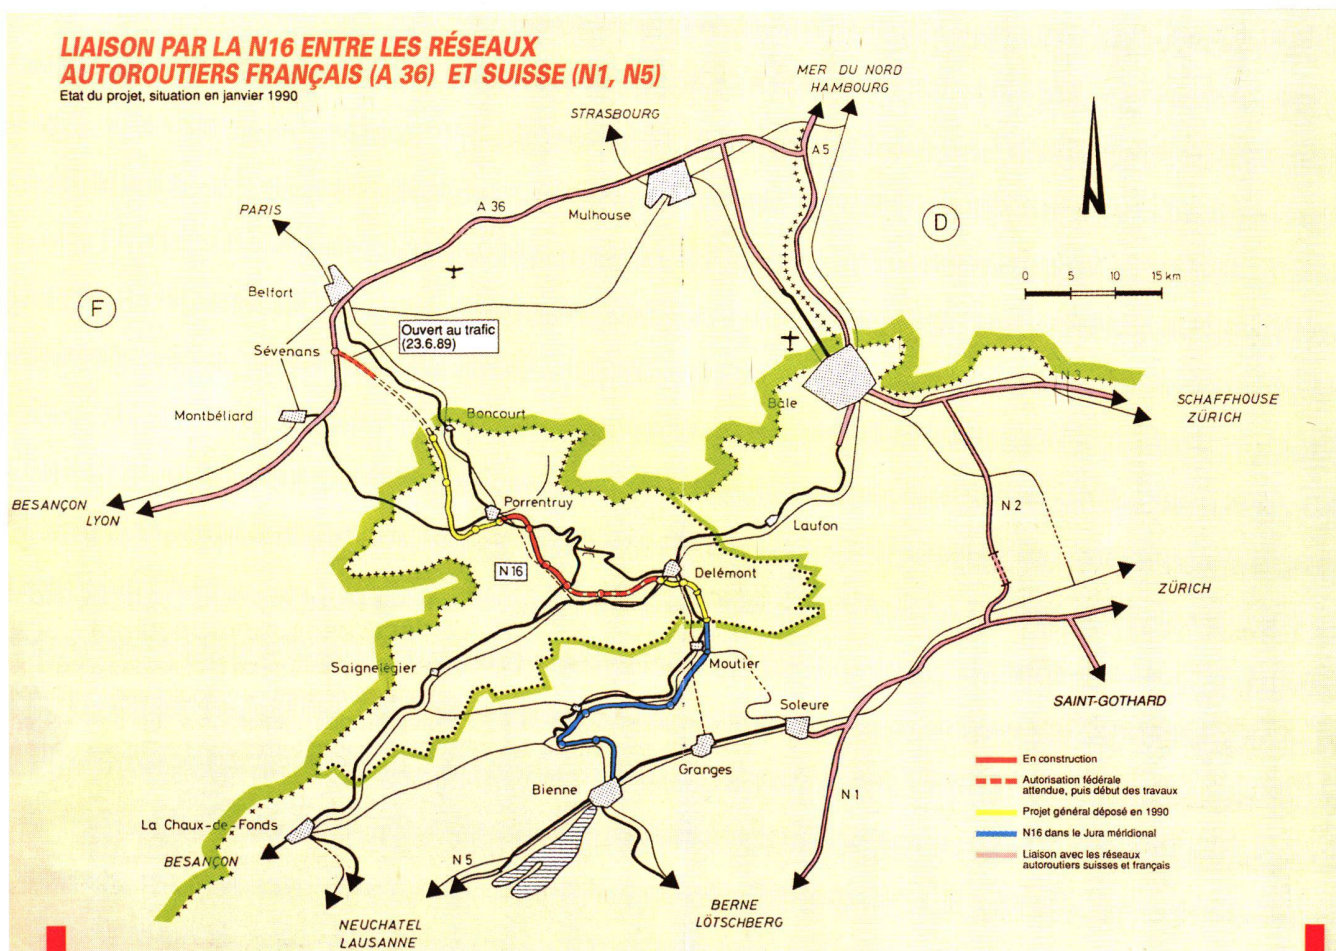 LIAISON PAR LA N16 ENTRE LES RÉSEAUX
AUTOROUTIERS FRANÇAIS (A 36) ET SUISSE (N1, N5)
Etat du projet, situation en janvier 1990
MER DU NORD
HAMBOURG
STRASBOURG
A 5
Mulhouse
A 36
PARIS
D
N
0 5 10 15 km
Belfort
F
Ouvert au trafic
(23.6.89)
Sévenans
Montbéliard
Boncourt
Bâle
N 3
SCHAFFHOUSE
ZÜRICH
BESANÇON
LYON
Porrentruy
Laufon
N 2
N 16
Delémont
ZÜRICH
Saignelégier
Moutier
Soleure
SAINT-GOTHARD
Granges
Bienne
N 1
La Chaux-de-Fonds
BESANÇON
N 5
NEUCHATEL
LAUSANNE
BERNE
LÖTSCHBERG
En construction
Autorisation fédérale
attendue, puis début des travaux
Projet général déposé en 1990
N16 dans le Jura méridional
Liaison avec les réseaux
autoroutiers suisses et français